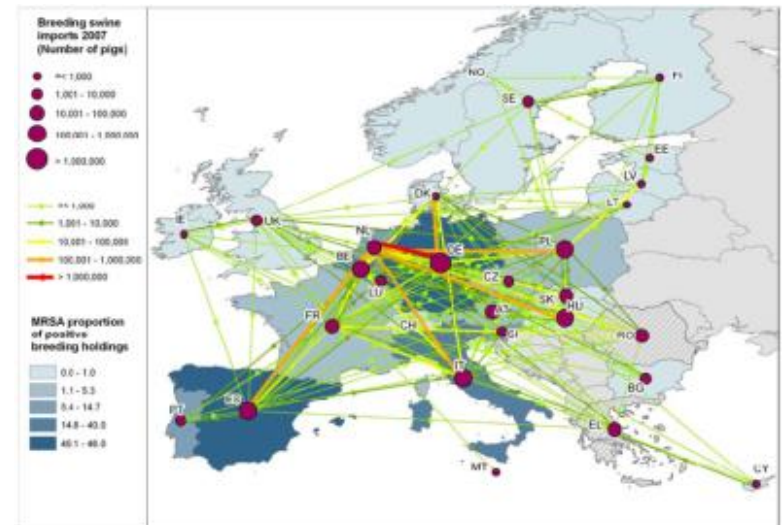 Breeding swine
imports 2007
(Number of pigs)
=< 1,000
1,001 - 10,000
10,001 - 100,000
100,001 - 1,000,000
> 1,000,000
=< 1,000
1,001 - 10,000
10,001 - 100,000
100,001 - 1,000,000
> 1,000,000
MRSA proportion
of positive
breeding holdings
0.0 - 1.0
1.1 - 5.3
5.4 - 14.7
14.8 - 40.0
NO
FI
SE
EE
LV
LT
DK
IE
UK
NL
BE
DE
PL
LU
CZ
SK
HU
FR
CH
SI
RO
IT
BG
PT
ES
EL
MT
CY